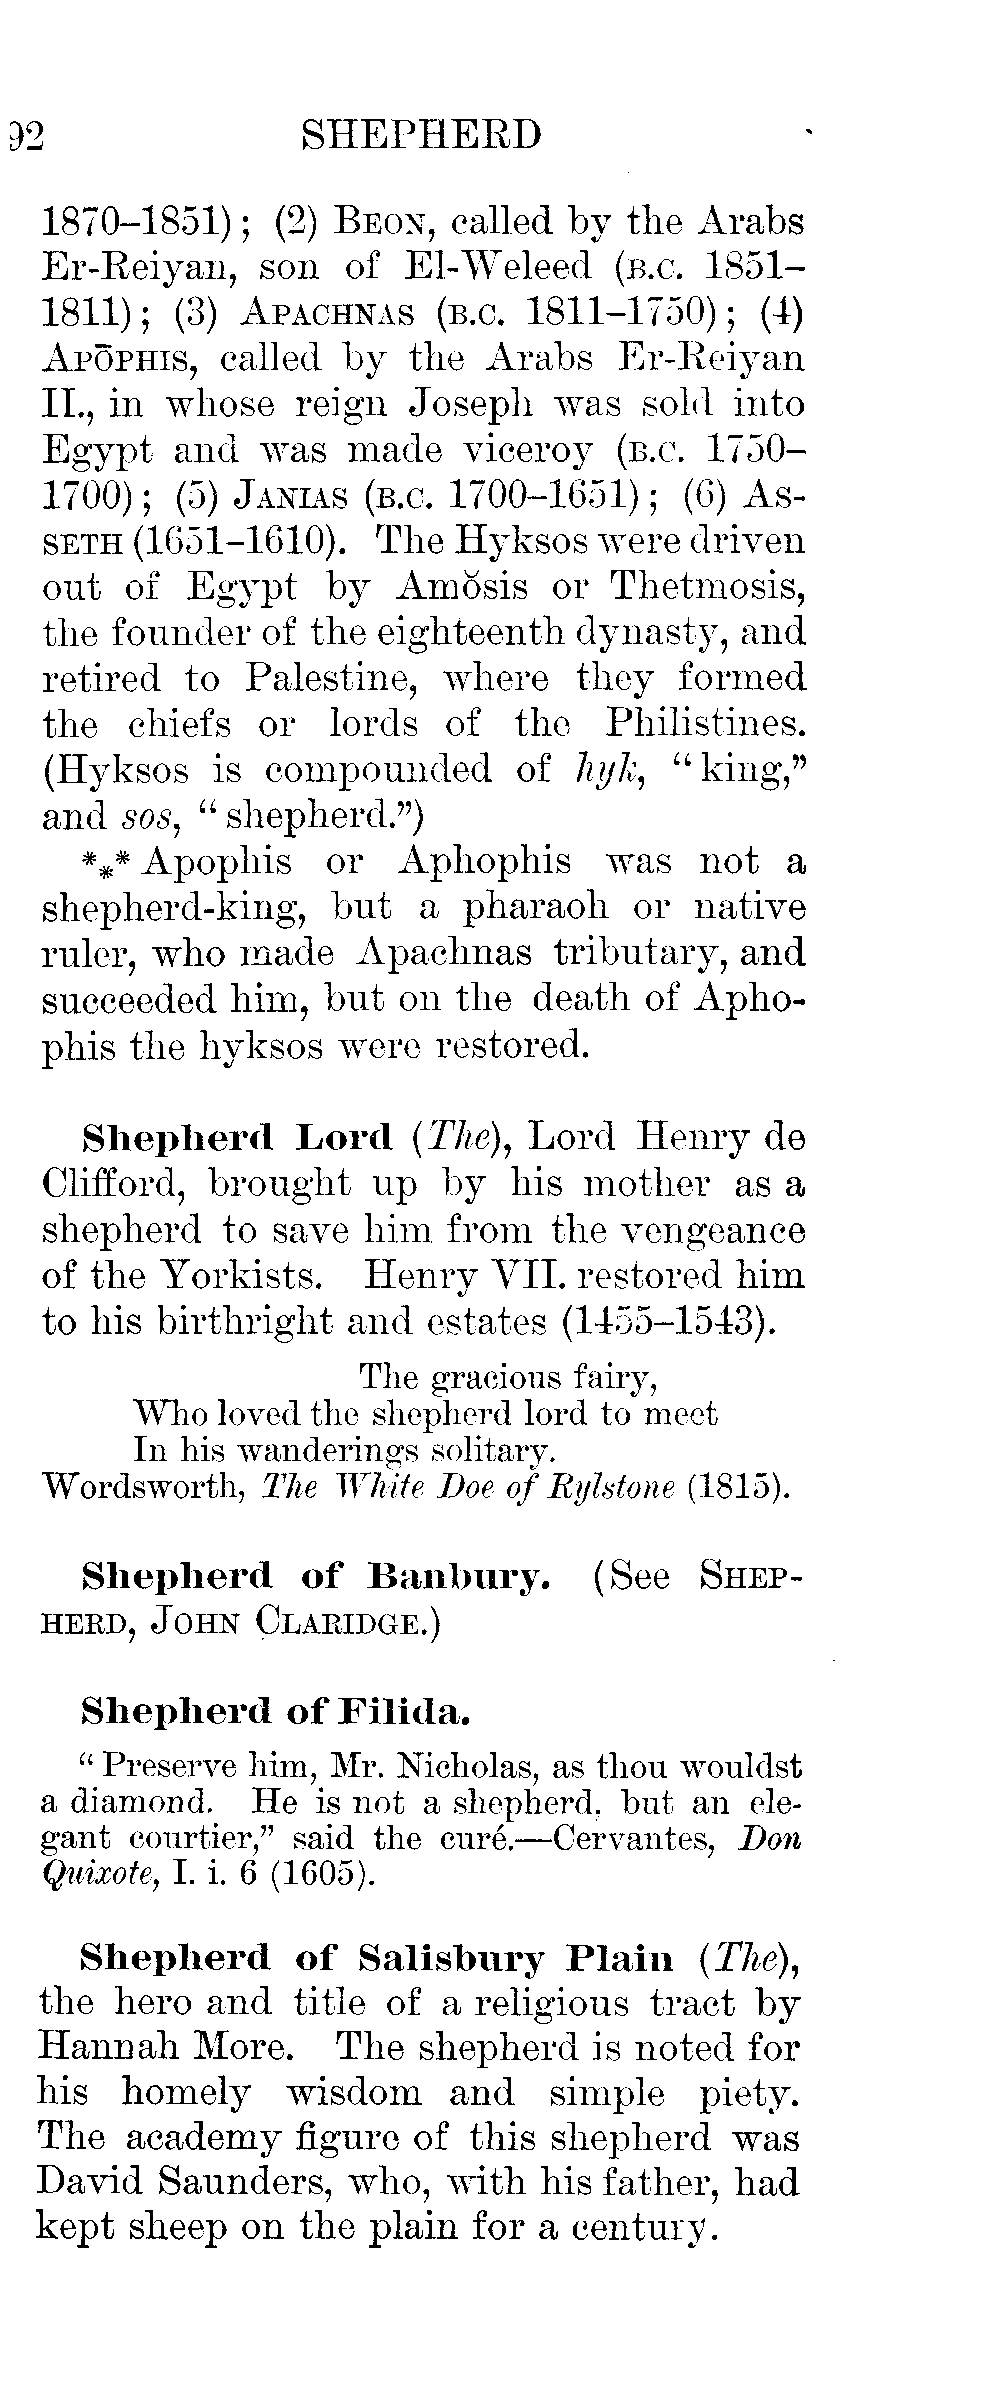 92 SHEPHERD
1870–1851); (2) BEON, called by the Arabs
Er-Reiyan, son of El-Weleed (B.C. 1851–
1811); (3) APACHNAS (B.C. 1811–1750); (4)
APŌPHIS, called by the Arabs Er-Reiyan
II., in whose reign Joseph was sold into
Egypt and was made viceroy (B.C. 1750–
1700); (5) JANIAS (B.C. 1700–1651); (6) AS-
SETH (1651–1610). The Hyksos were driven
out of Egypt by Amŏsis or Thetmosis,
the founder of the eighteenth dynasty, and
retired to Palestine, where they formed
the chiefs or lords of the Philistines.
(Hyksos is compounded of hyk, “king,”
and sos, “shepherd.”)
*⁎* Apophis or Aphophis was not a
shepherd-king, but a pharaoh or native
ruler, who made Apachnas tributary, and
succeeded him, but on the death of Apho-
phis the hyksos were restored.
Shepherd Lord (The), Lord Henry de
Clifford, brought up by his mother as a
shepherd to save him from the vengeance
of the Yorkists. Henry VII. restored him
to his birthright and estates (1455–1543).
The gracious fairy,
Who loved the shepherd lord to meet
In his wanderings solitary.
Wordsworth, The White Doe of Rylstone (1815).
Shepherd of Banbury. (See SHEP-
HERD, JOHN CLARIDGE.)
Shepherd of Filida.
“Preserve him, Mr. Nicholas, as thou wouldst
a diamond. He is not a shepherd, but an ele-
gant courtier,” said the curé.—Cervantes, Don
Quixote, I. i. 6 (1605).
Shepherd of Salisbury Plain (The),
the hero and title of a religious tract by
Hannah More. The shepherd is noted for
his homely wisdom and simple piety.
The academy figure of this shepherd was
David Saunders, who, with his father, had
kept sheep on the plain for a century.